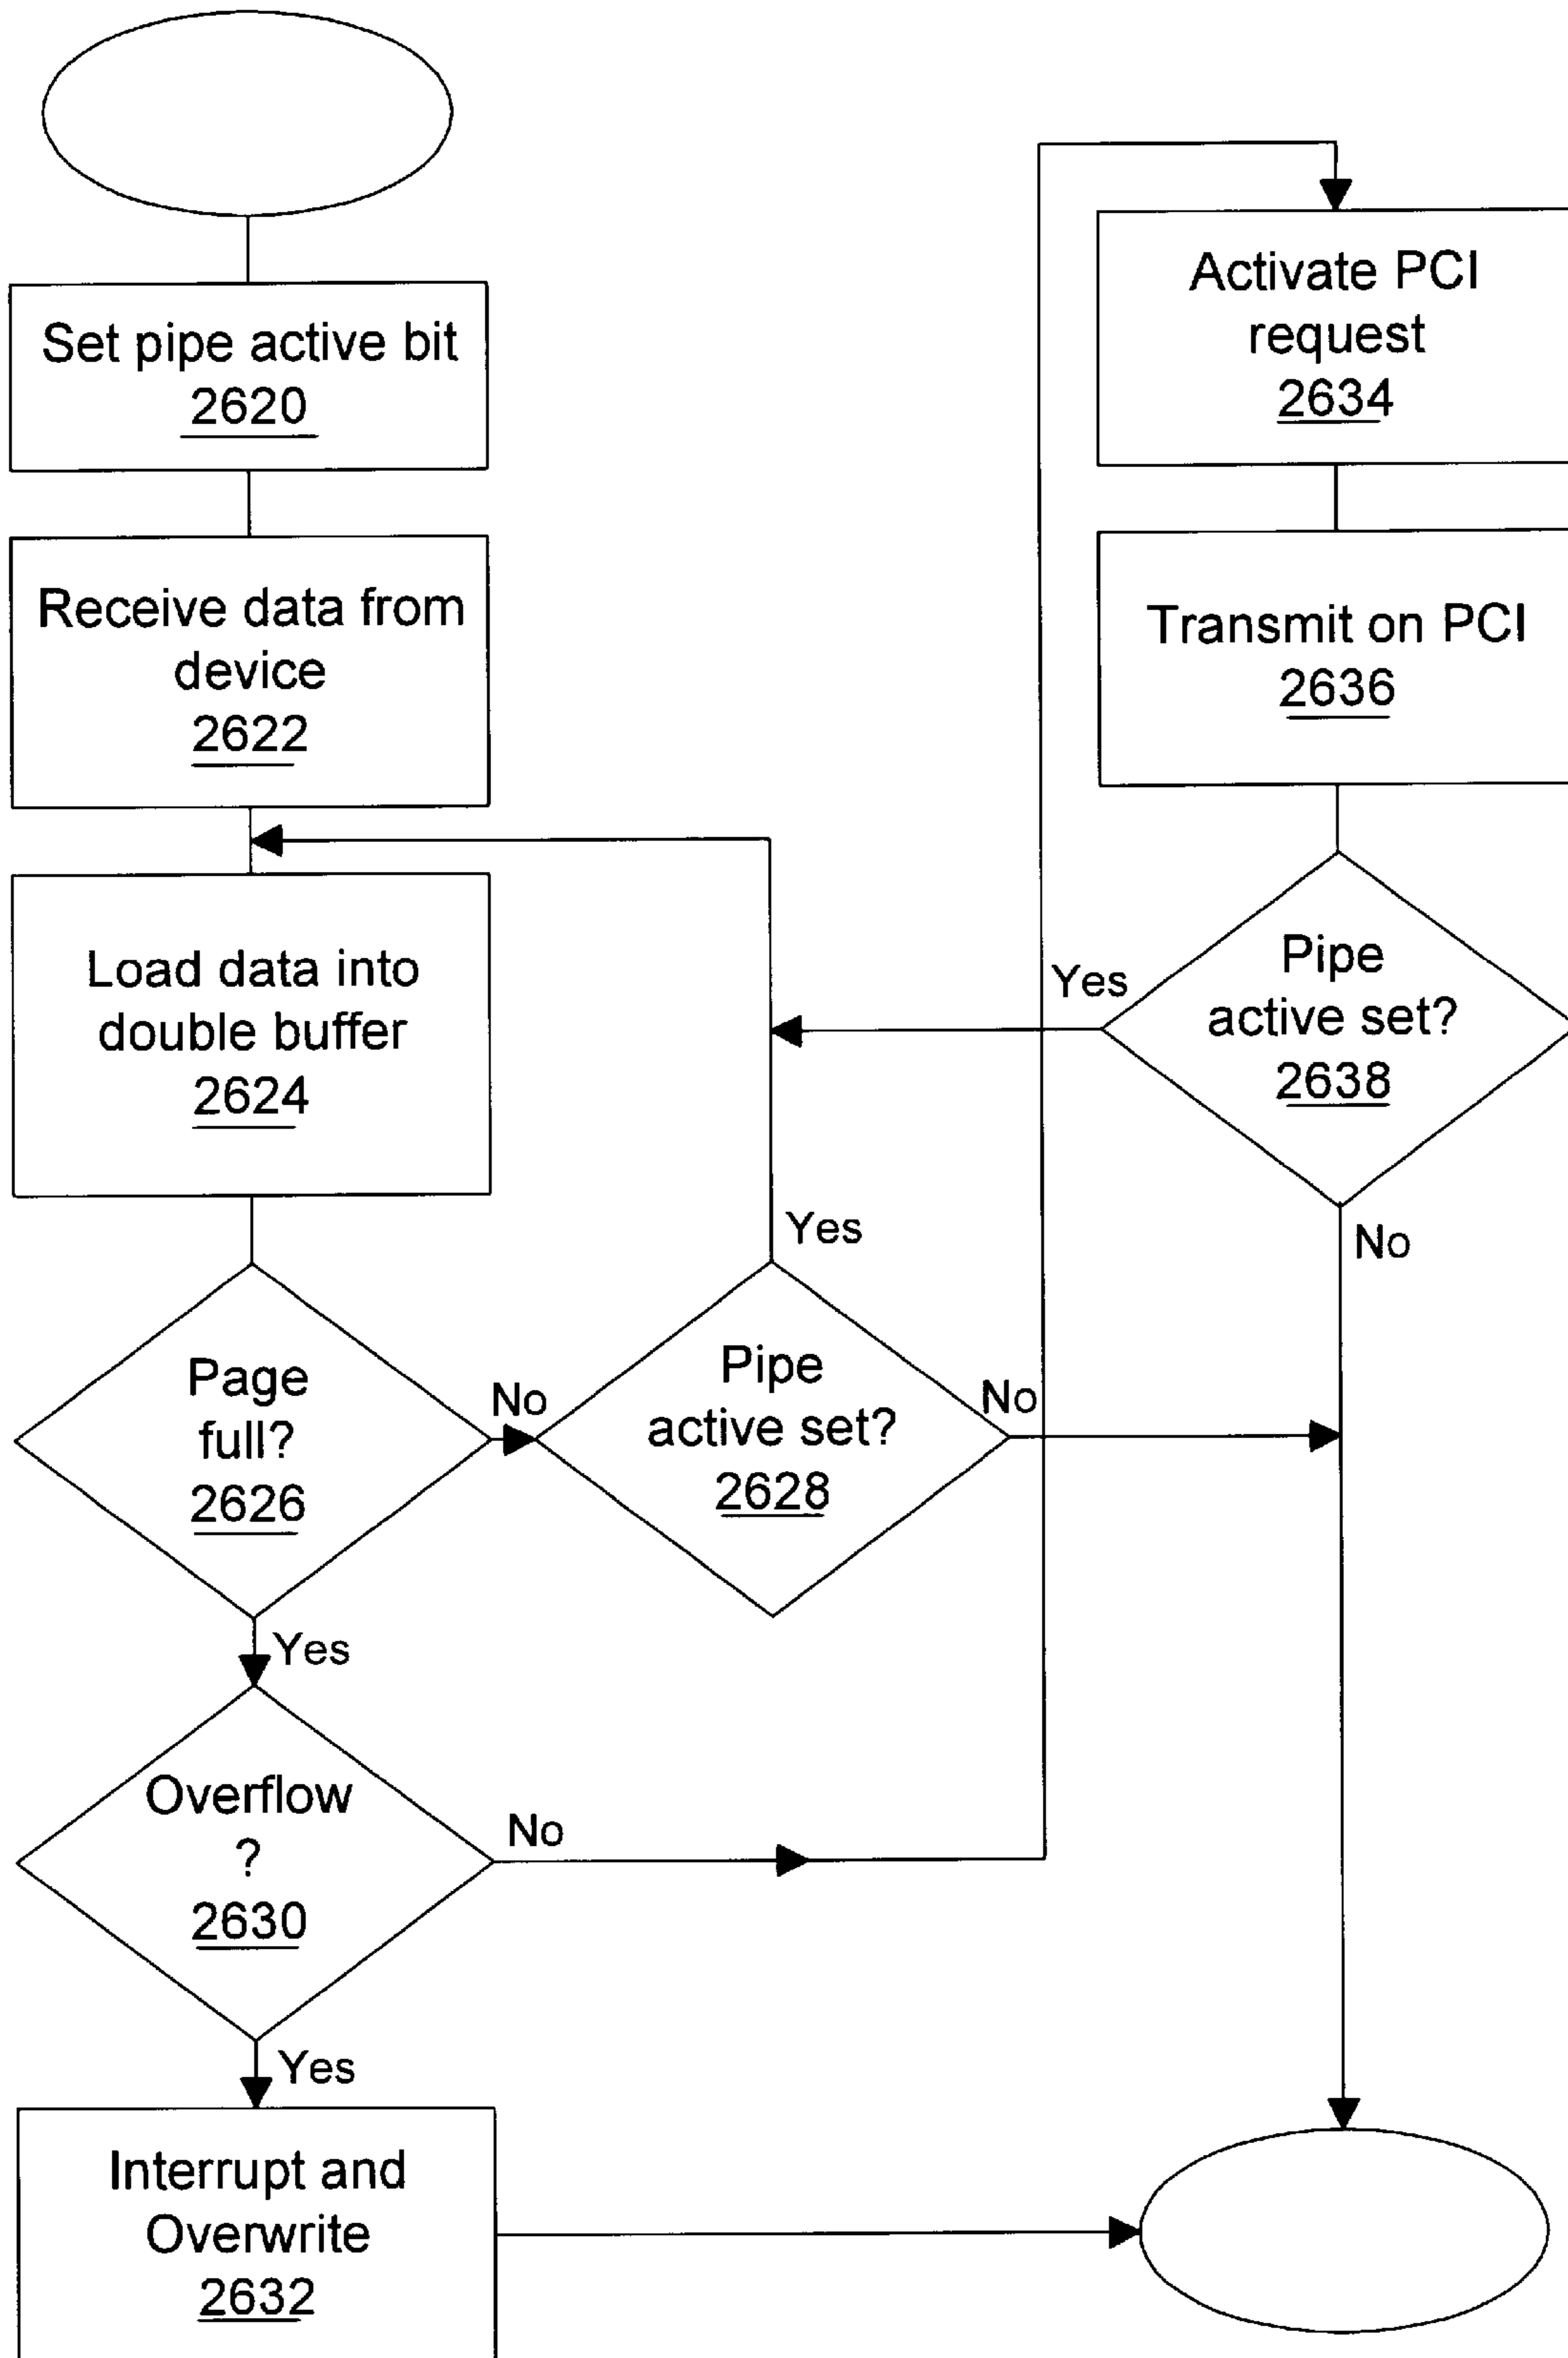 Set pipe active bit
2620
Receive data from
device
2622
Load data into
double buffer
2624
Page
full?
2626
No
Yes
Pipe
active set?
2628
Yes
No
Overflow
?
2630
No
Yes
Interrupt and
Overwrite
2632
Activate PCI
request
2634
Transmit on PCI
2636
Pipe
active set?
2638
Yes
No